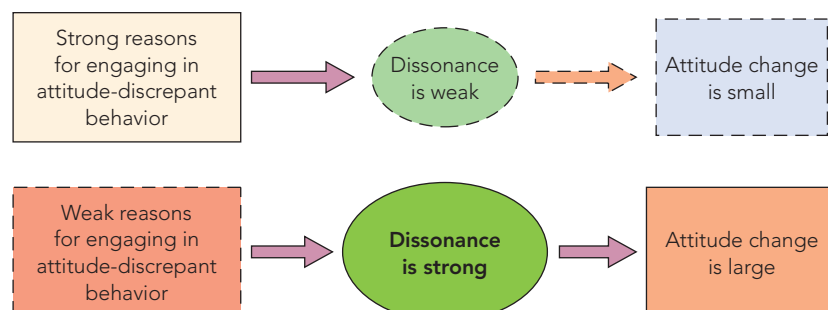 Strong reasons
for engaging in
attitude-discrepant
behavior
Dissonance
is weak
Attitude change
is small
Weak reasons
for engaging in
attitude-discrepant
behavior
Dissonance
is strong
Attitude change
is large